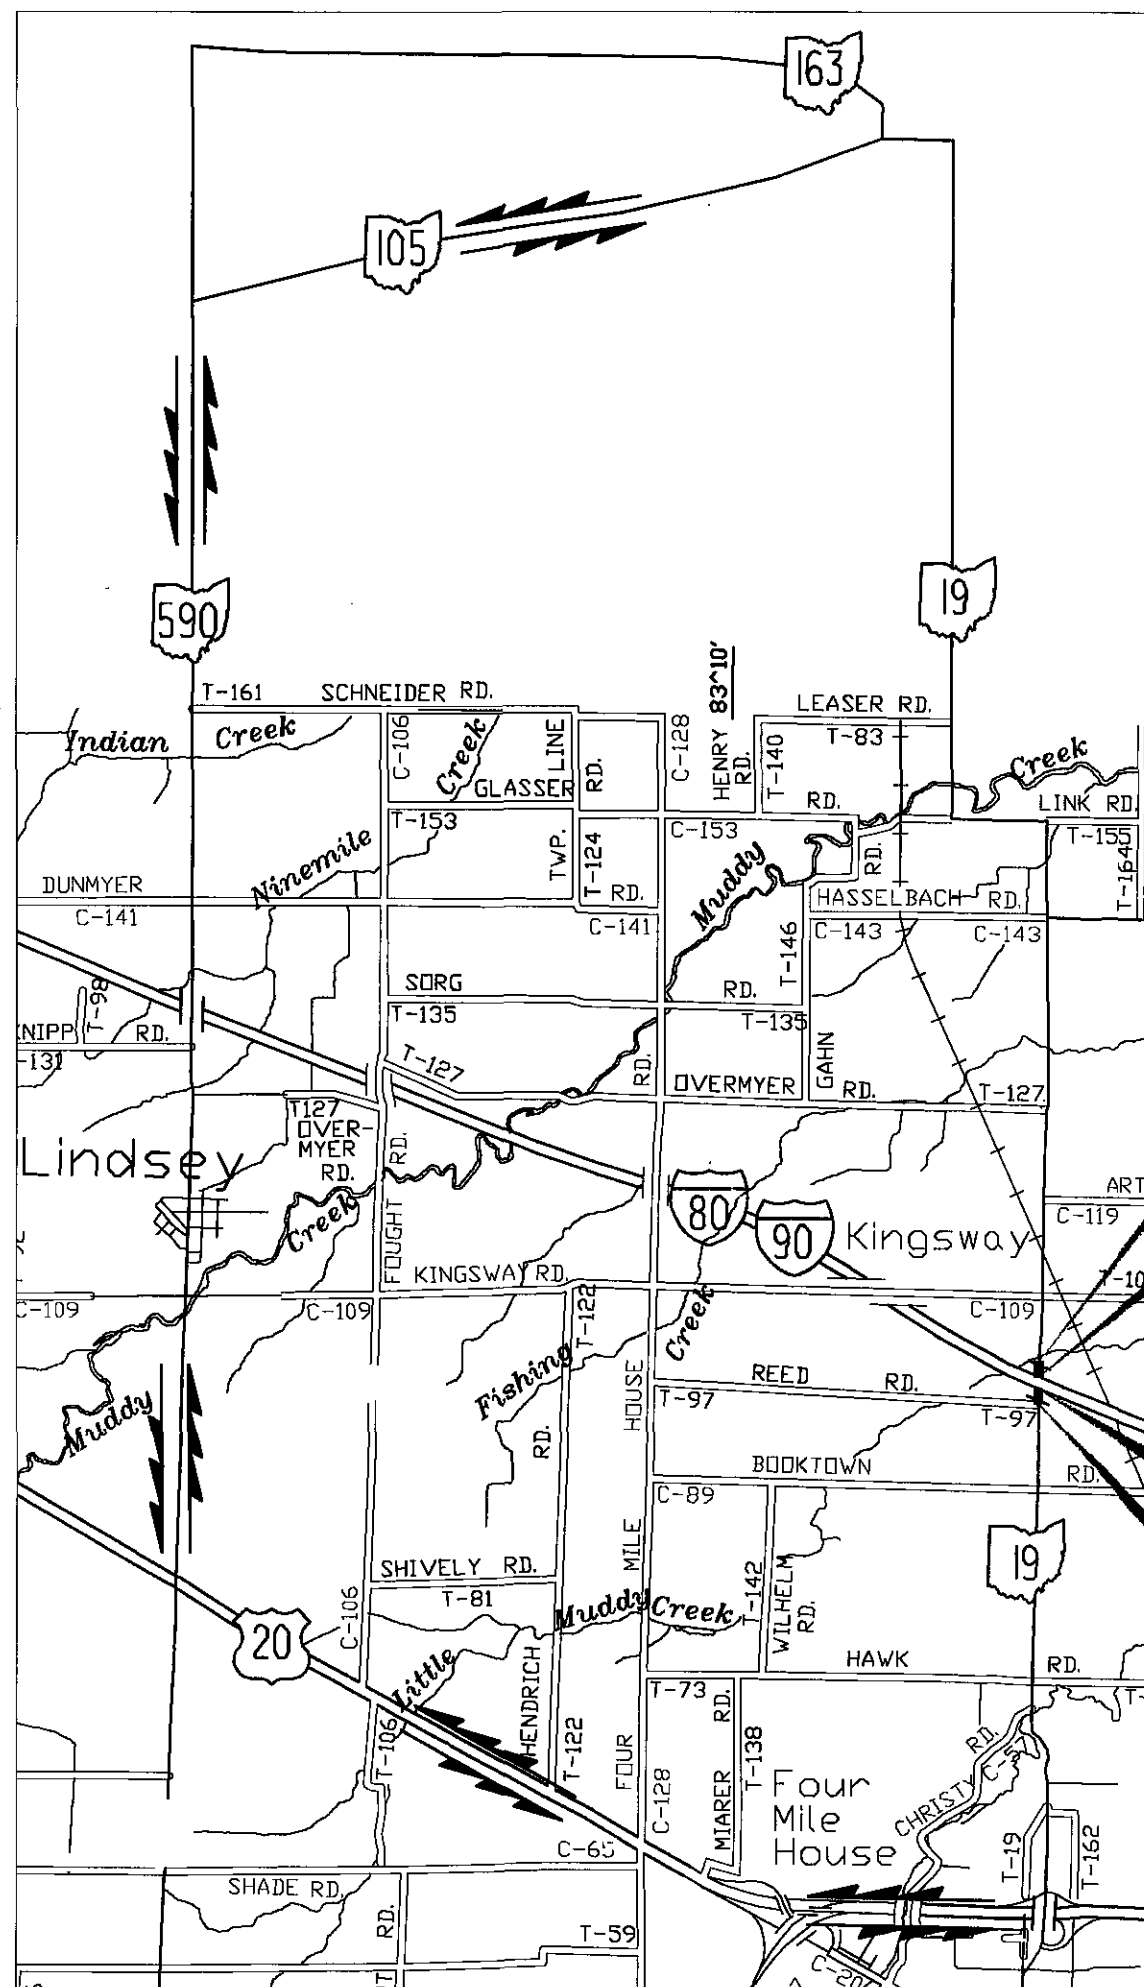 163
105
590
19
83^10'
HENRY
RD.
T-161
SCHNEIDER RD.
LEASER RD.
T-83
Indian Creek
C-106
Creek
LINE
RD.
C-128
T-140
Creek
GLASSER
RD.
LINK RD.
T-153
C-153
T-155
T-164
Ninemile
TWP.
T-124
Muddy
RD.
DUNMYER
RD.
HASSELBACH RD.
C-141
C-141
C-143
C-143
T-146
SORG
RD.
T-98
T-135
T-135
KNIPP
RD.
-131
T-127
RD.
OVERMYER
GAHN
RD.
T-127
T127
OVER-
MYER
RD.
RD.
Lindsey
80
90
Kingsway
ART
C-119
Creek
FOUGHT
KINGSWAY RD.
T-10
C-109
C-109
C-109
T-122
Creek
Fishing
HOUSE
REED
RD.
T-97
T-97
Muddy
RD.
BOOKTOWN
RD.
C-89
19
MILE
SHIVELY RD.
T-81
T-142
WILHELM
RD.
C-106
Muddy Creek
20
Little
HENDRICH
HAWK
RD.
T-73
RD.
T-
T-106
T-122
FOUR
C-128
MIARER
T-138
RD.
CHRISTY C-57
Four
Mile
House
T-19
T-162
C-65
SHADE RD.
RD.
T-59
C-20